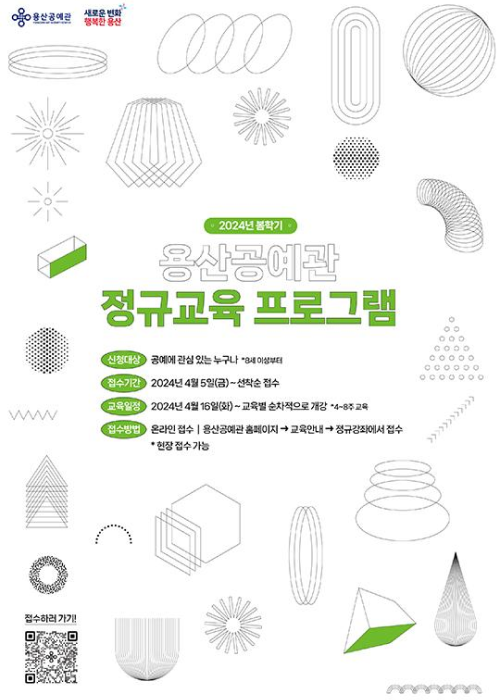 용산공예관
새로운 변화
행복한 용산
2024년 봄학기
용산공예관
정규교육 프로그램
신청대상 공예에 관심 있는 누구나 *8세 이상부터
접수기간 2024년 4월 5일(금) ~ 선착순 접수
교육일정 2024년 4월 16일(화) ~ 교육별 순차적으로 개강 *4~8주 교육
접수방법 온라인 접수 | 용산공예관 홈페이지 ➔ 교육안내 ➔ 정규강좌에서 접수
* 현장 접수 가능
접수하러 가기!